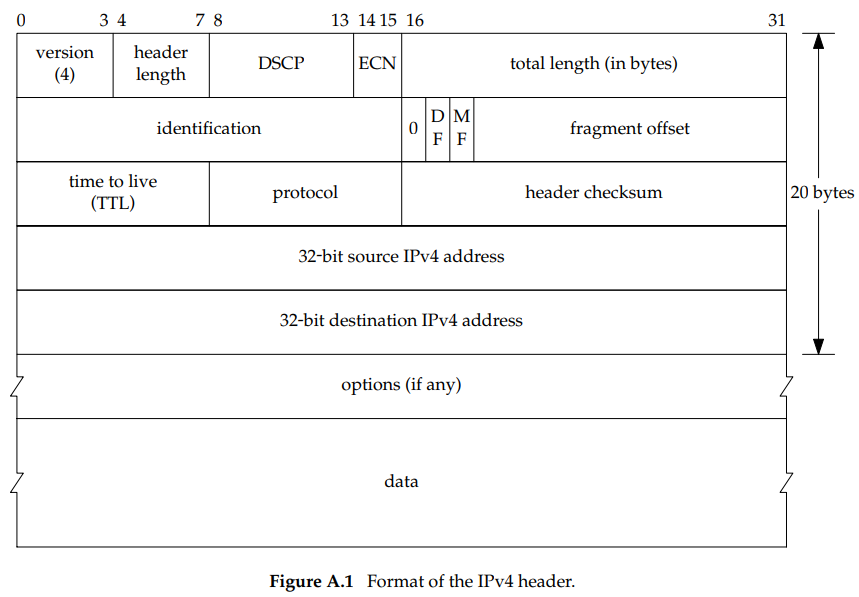 0 3 4 7 8 13 14 15 16 31
version header
(4) length DSCP ECN total length (in bytes)
identification 0 D M fragment offset
F F
time to live
(TTL) protocol header checksum
20 bytes
32-bit source IPv4 address
32-bit destination IPv4 address
options (if any)
data
Figure A.1 Format of the IPv4 header.